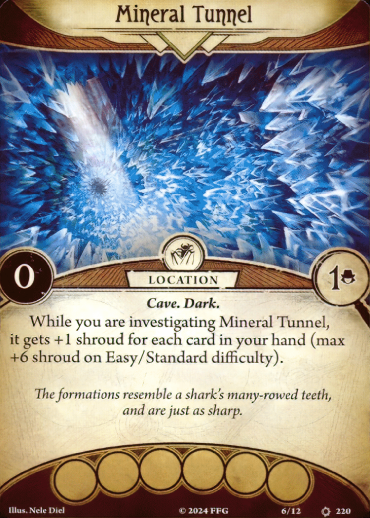 Mineral Tunnel
0
LOCATION
1
Cave. Dark.
While you are investigating Mineral Tunnel,
it gets +1 shroud for each card in your hand (max
+6 shroud on Easy/Standard difficulty).
The formations resemble a shark's many-rowed teeth,
and are just as sharp.
Illus. Nele Diel © 2024 FFG 6/12 220